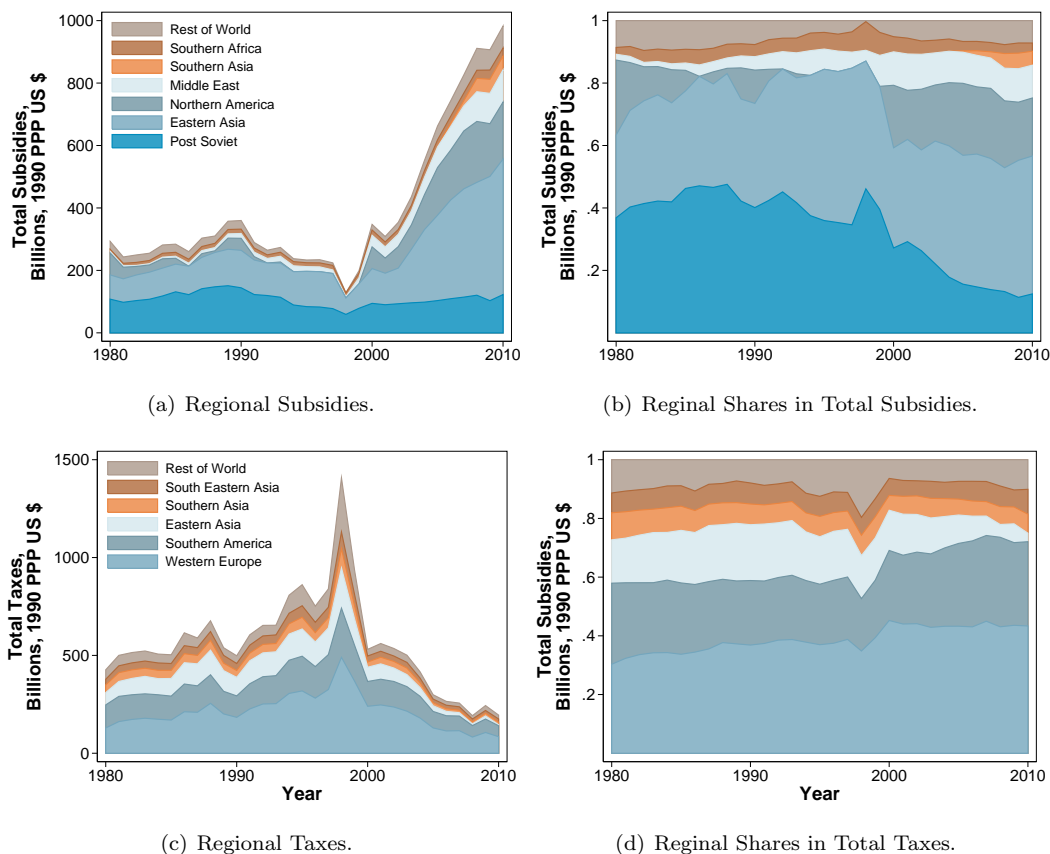 Total Subsidies,
Billions, 1990 PPP US $
1000
800
600
400
200
0
Rest of World
Southern Africa
Southern Asia
Middle East
Northern America
Eastern Asia
Post Soviet
1980
1990
2000
2010
(a) Regional Subsidies.
Total Subsidies,
Billions, 1990 PPP US $
1
.8
.6
.4
.2
1980
1990
2000
2010
(b) Reginal Shares in Total Subsidies.
Total Taxes,
Billions, 1990 PPP US $
1500
1000
500
0
Rest of World
South Eastern Asia
Southern Asia
Eastern Asia
Southern America
Western Europe
1980
1990
2000
2010
Year
(c) Regional Taxes.
Total Subsidies,
Billions, 1990 PPP US $
1
.8
.6
.4
.2
1980
1990
2000
2010
Year
(d) Reginal Shares in Total Taxes.